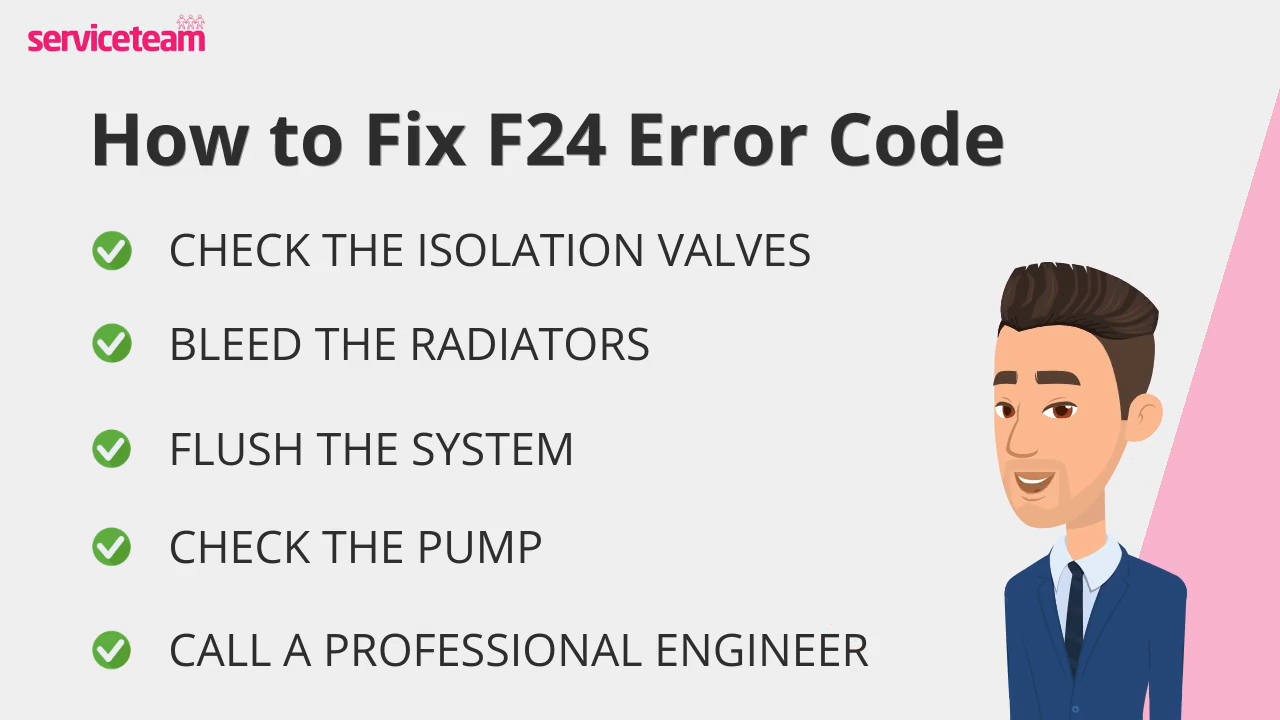 serviceteam
How to Fix F24 Error Code
CHECK THE ISOLATION VALVES
BLEED THE RADIATORS
FLUSH THE SYSTEM
CHECK THE PUMP
CALL A PROFESSIONAL ENGINEER